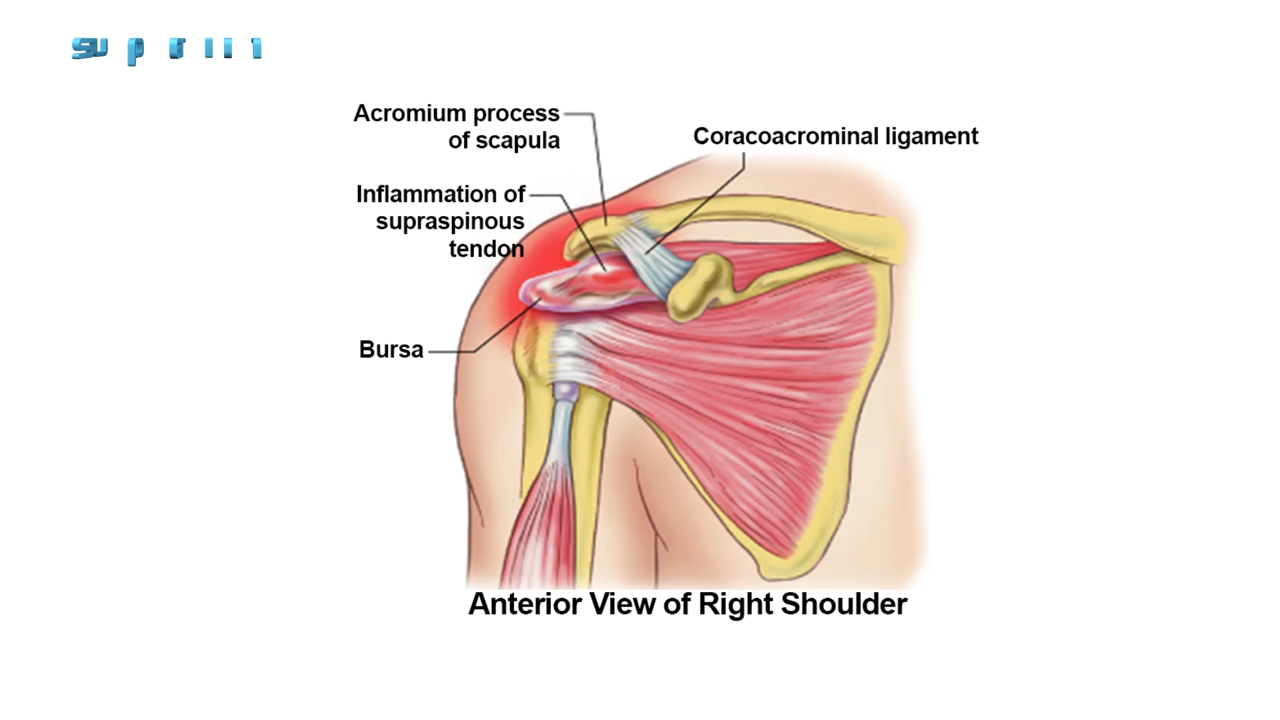 Acromium process
of scapula
Coracoacrominal ligament
Inflammation of
supraspinous
tendon
Bursa
Anterior View of Right Shoulder